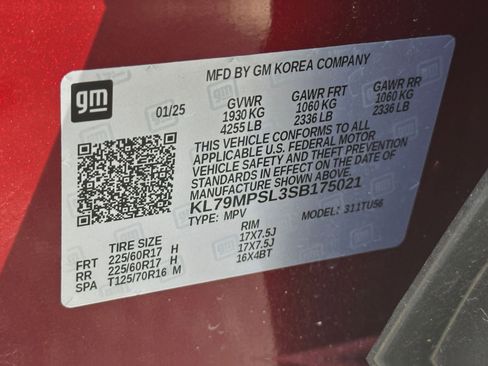 MFD BY GM KOREA COMPANY
gm
01/25 GVWR GAWR FRT GAWR RR
1930 KG 1060 KG 1060 KG
4255 LB 2336 LB 2336 LB
THIS VEHICLE CONFORMS TO ALL
APPLICABLE U.S. FEDERAL MOTOR
VEHICLE SAFETY AND THEFT PREVENTION
STANDARDS IN EFFECT ON THE DATE OF
MANUFACTURE SHOWN ABOVE.
KL79MPSL3SB175021
TYPE: MPV MODEL: 311TU56
TIRE SIZE RIM
FRT 225/60R17 H 17X7.5J
RR 225/60R17 H 17X7.5J
SPA T125/70R16 M 16X4BT